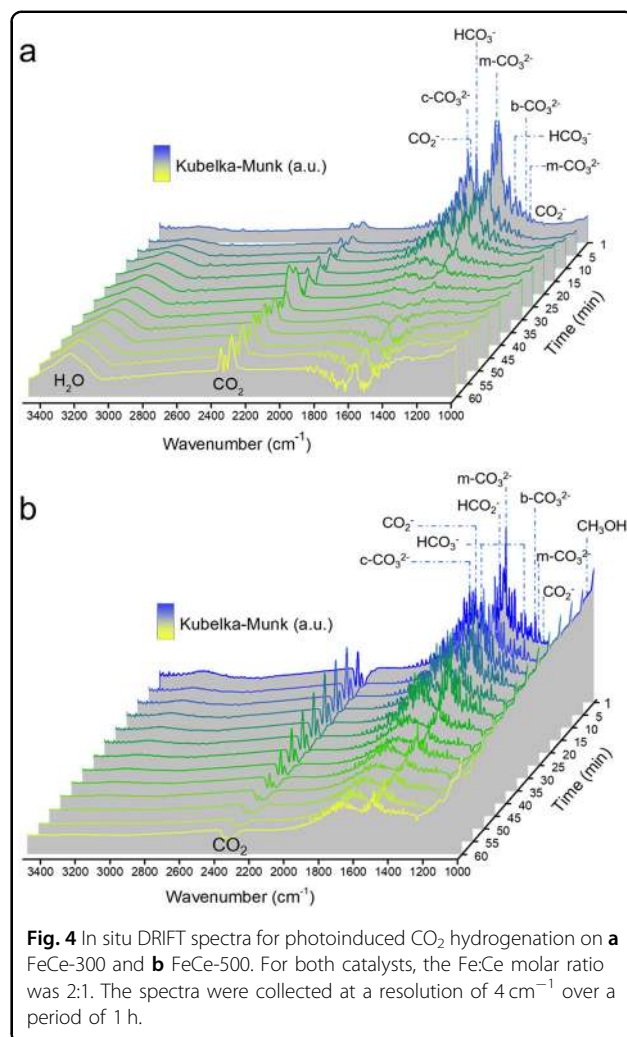 a
HCO₃⁻
m-CO₃²⁻
c-CO₃²⁻
b-CO₃²⁻
CO₂⁻
HCO₃⁻
m-CO₃²⁻
CO₂⁻
Kubelka-Munk (a.u.)
H₂O
CO₂
1
5
10
15
20
25
30
35
40
45
50
55
60
Time (min)
3400 3200 3000 2800 2600 2400 2200 2000 1800 1600 1400 1200 1000
Wavenumber (cm⁻¹)
b
m-CO₃²⁻
HCO₂⁻
b-CO₃²⁻
CO₂⁻
CH₃OH
HCO₃⁻
m-CO₃²⁻
c-CO₃²⁻
CO₂⁻
Kubelka-Munk (a.u.)
CO₂
1
5
10
15
20
25
30
35
40
45
50
55
60
Time (min)
3400 3200 3000 2800 2600 2400 2200 2000 1800 1600 1400 1200 1000
Wavenumber (cm⁻¹)
Fig. 4 In situ DRIFT spectra for photoinduced CO₂ hydrogenation on a
FeCe-300 and b FeCe-500. For both catalysts, the Fe:Ce molar ratio
was 2:1. The spectra were collected at a resolution of 4 cm⁻¹ over a
period of 1 h.